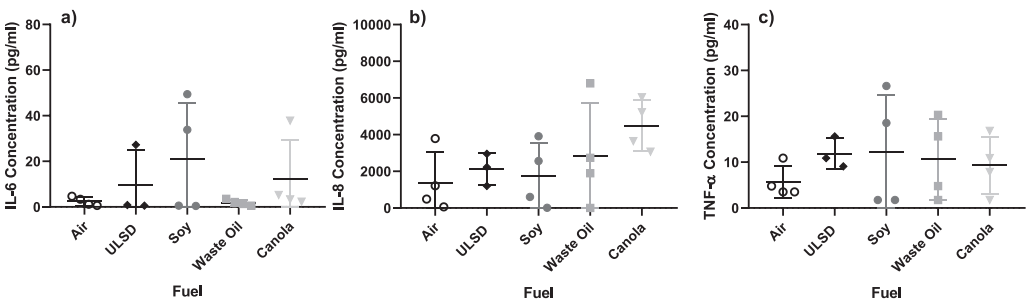 a)
IL-6 Concentration (pg/ml)
80
60
40
20
0
Air
ULSD
Soy
Waste Oil
Canola
Fuel
b)
IL-8 Concentration (pg/ml)
10000
8000
6000
4000
2000
0
Air
ULSD
Soy
Waste Oil
Canola
Fuel
c)
TNF-α Concentration (pg/ml)
40
30
20
10
0
Air
ULSD
Soy
Waste Oil
Canola
Fuel